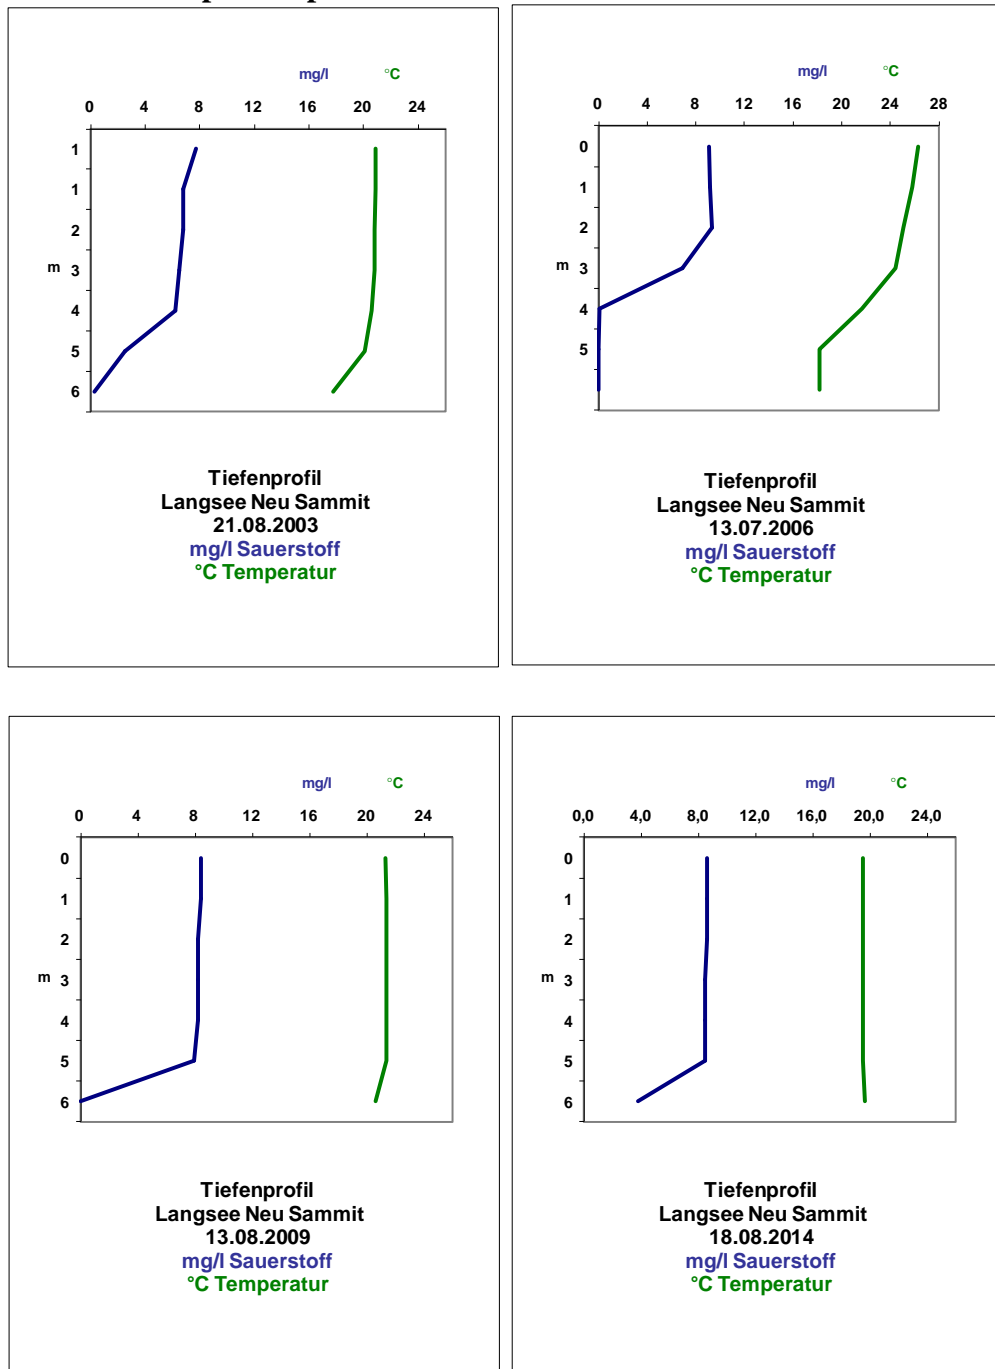 mg/l °C
0 4 8 12 16 20 24
1
1
2
m 3
4
5
6
Tiefenprofil
Langsee Neu Sammit
21.08.2003
mg/l Sauerstoff
°C Temperatur
mg/l °C
0 4 8 12 16 20 24 28
0
1
2
m 3
4
5
Tiefenprofil
Langsee Neu Sammit
13.07.2006
mg/l Sauerstoff
°C Temperatur
mg/l °C
0 4 8 12 16 20 24
0
1
2
m 3
4
5
6
Tiefenprofil
Langsee Neu Sammit
13.08.2009
mg/l Sauerstoff
°C Temperatur
mg/l °C
0,0 4,0 8,0 12,0 16,0 20,0 24,0
0
1
2
m 3
4
5
6
Tiefenprofil
Langsee Neu Sammit
18.08.2014
mg/l Sauerstoff
°C Temperatur